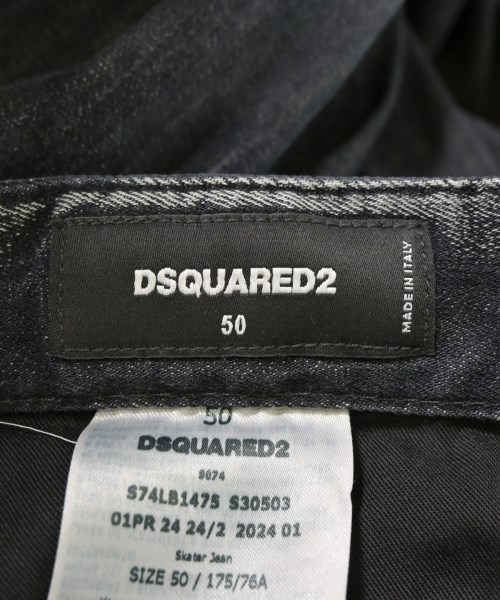 DSQUARED2
50
MADE IN ITALY
50
DSQUARED2
S074
S74LB1475 S30503
01PR 24 24/2 2024 01
Skater Jean
SIZE 50 / 175/76A